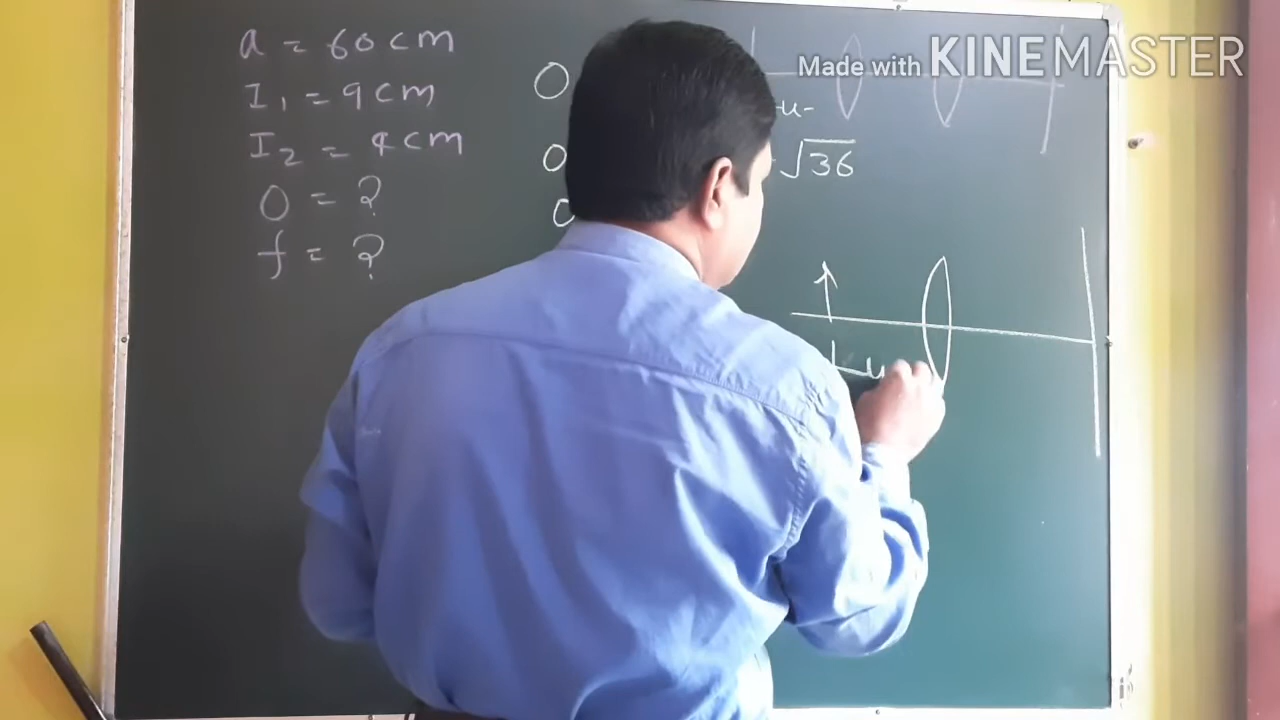 a = 60 cm
I₁ = 9 cm
I₂ = 4 cm
O = ?
f = ?
Made with KINEMASTER
O
-u-
O
√36
O
u